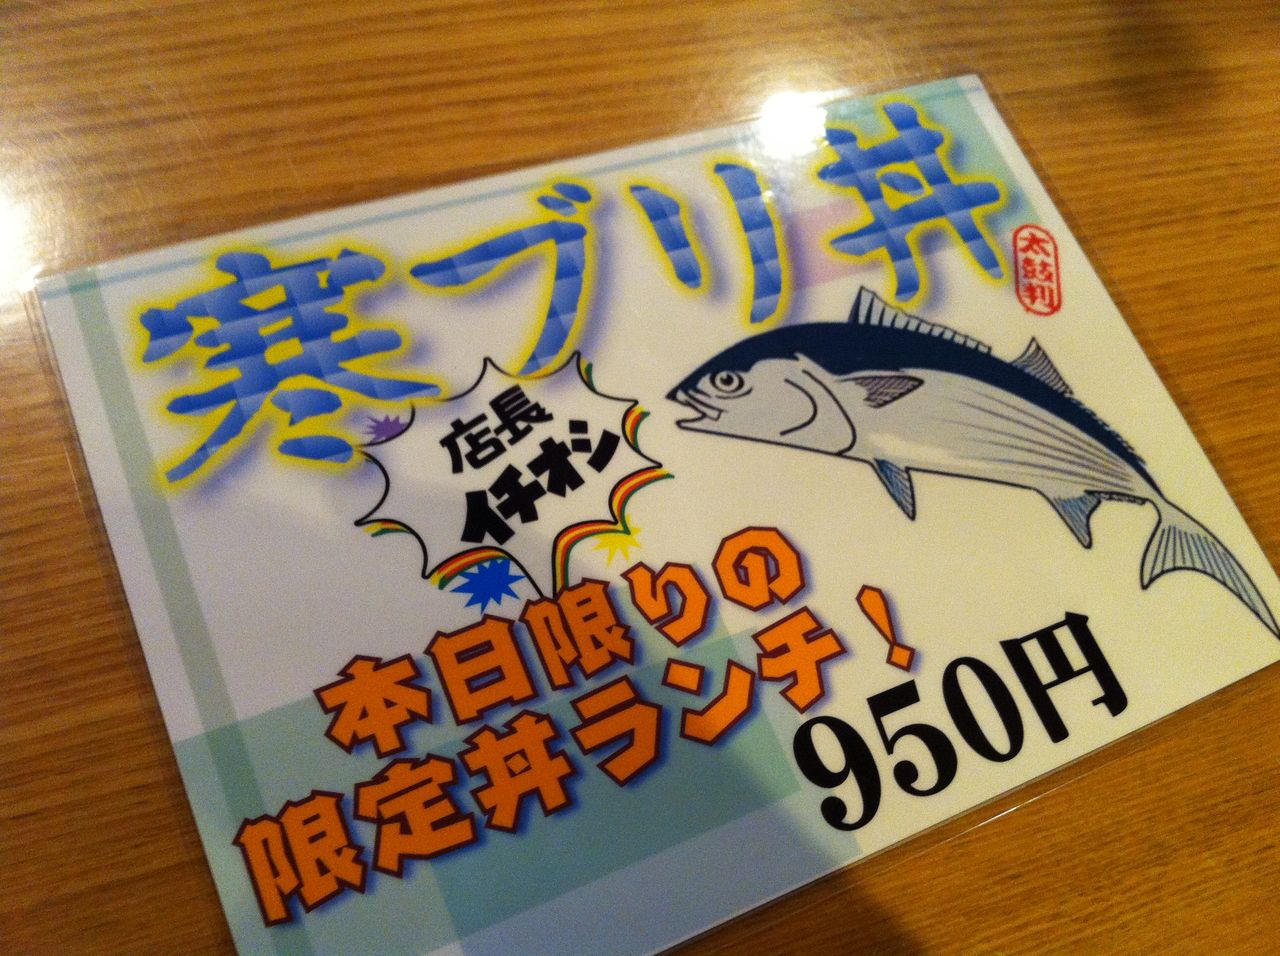 寒ブリ丼
太鼓判
店長
イチオシ
本日限りの
限定丼ランチ！
950円